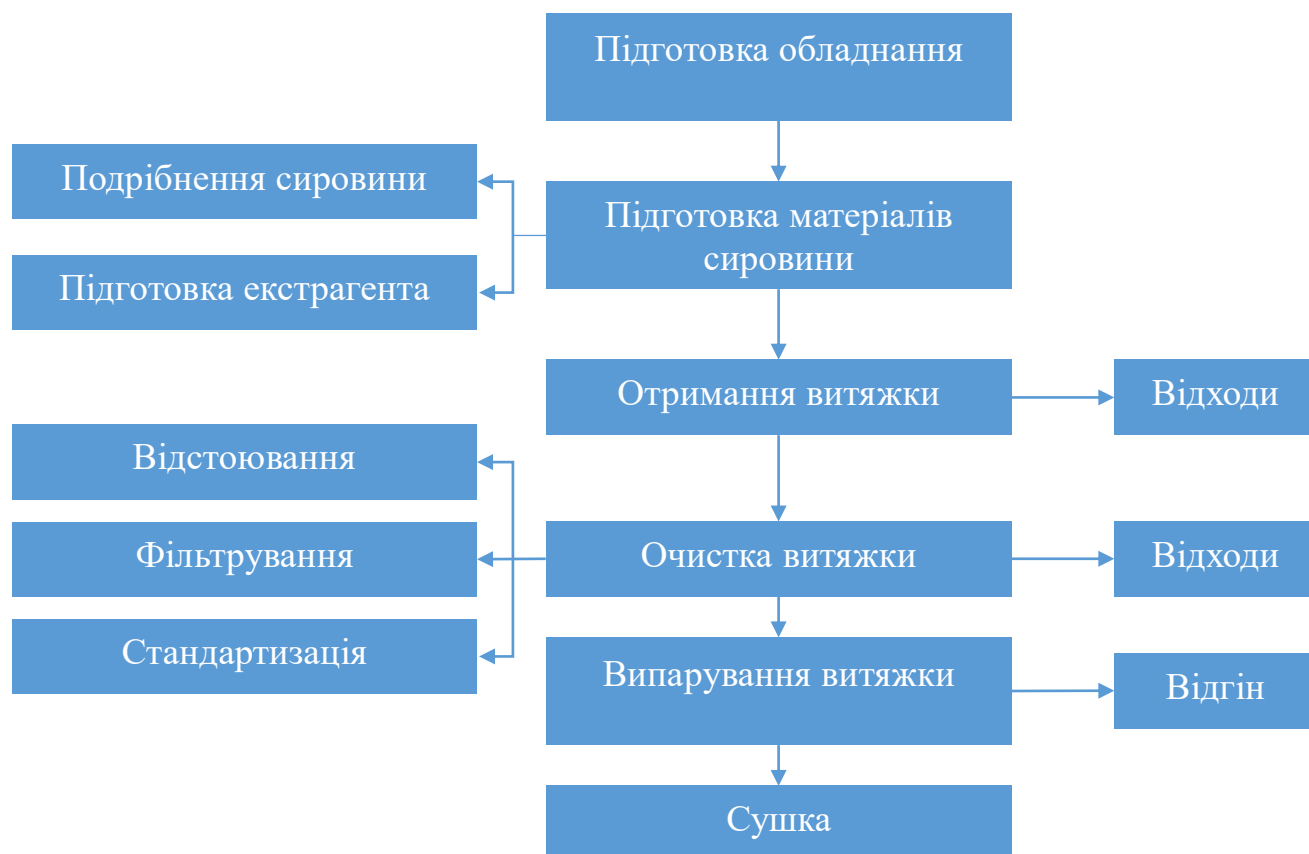 Підготовка обладнання
Подрібнення сировини
Підготовка матеріалів
сировини
Підготовка екстрагента
Отримання витяжки
Відходи
Відстоювання
Фільтрування
Очистка витяжки
Відходи
Стандартизація
Випарування витяжки
Відгін
Сушка